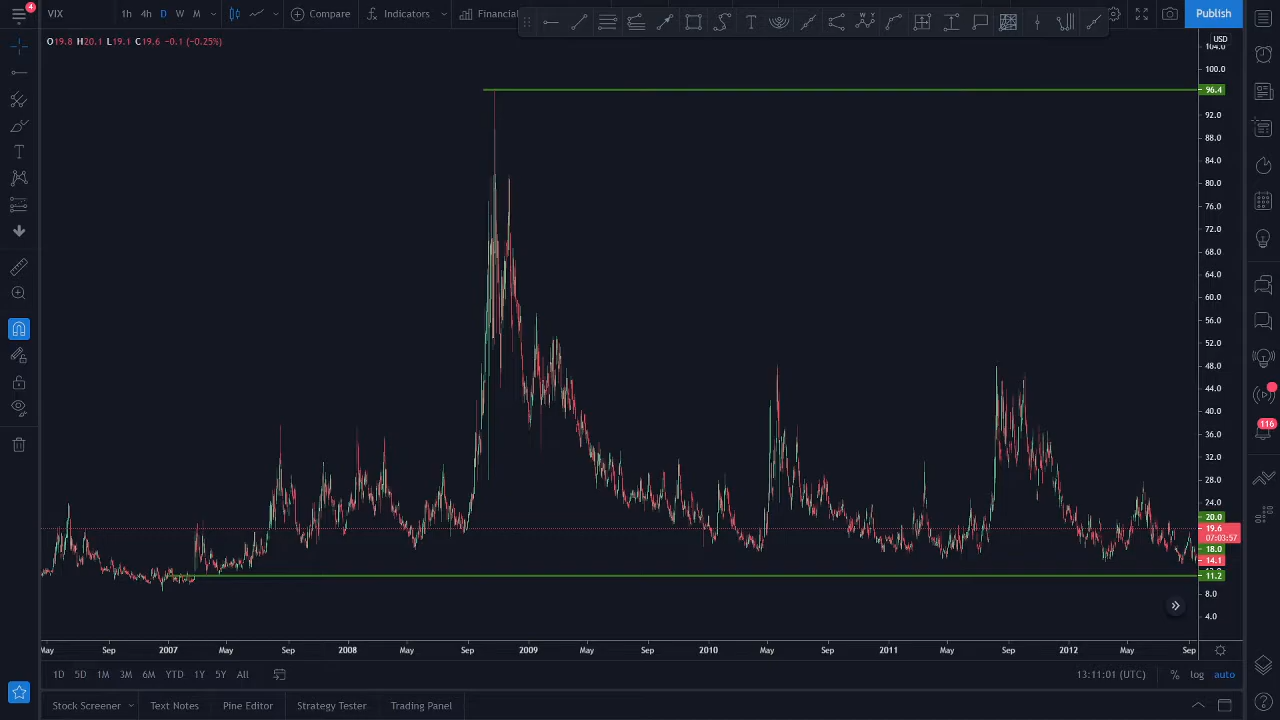 4
VIX
1h 4h D W M
Compare
Indicators
Financial
Publish
O19.8 H20.1 L19.1 C19.6 -0.1 (-0.25%)
USD
104.0
100.0
96.4
92.0
88.0
84.0
80.0
76.0
72.0
68.0
64.0
60.0
56.0
52.0
48.0
44.0
40.0
36.0
32.0
28.0
24.0
20.0
19.6
07:03:57
18.0
14.1
11.2
8.0
4.0
116
May Sep 2007 May Sep 2008 May Sep 2009 May Sep 2010 May Sep 2011 May Sep 2012 May Sep
1D 5D 1M 3M 6M YTD 1Y 5Y All
13:11:01 (UTC)
% log auto
Stock Screener Text Notes Pine Editor Strategy Tester Trading Panel